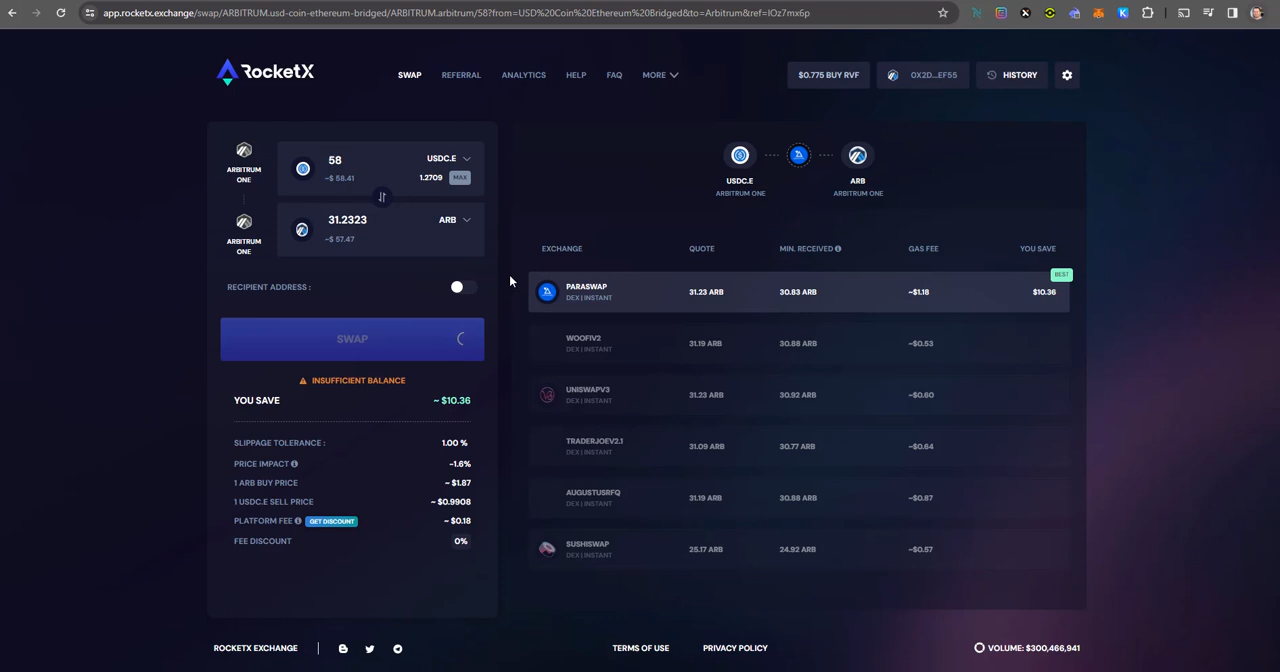 app.rocketx.exchange/swap/ARBITRUM.usd-coin-ethereum-bridged/ARBITRUM.arbitrum/58?from=USD%20Coin%20Ethereum%20Bridged&to=Arbitrum&ref=IOz7mx6p
RocketX
SWAP REFERRAL ANALYTICS HELP FAQ MORE
$0.775 BUY RVF
0X2D...EF55
HISTORY
ARBITRUM ONE
58 USDC.E
~$ 58.41 1.2709 MAX
ARBITRUM ONE
31.2323 ARB
~$ 57.47
RECIPIENT ADDRESS :
SWAP
INSUFFICIENT BALANCE
YOU SAVE ~ $10.36
SLIPPAGE TOLERANCE : 1.00 %
PRICE IMPACT -1.6%
1 ARB BUY PRICE ~ $1.87
1 USDC.E SELL PRICE ~ $0.9908
PLATFORM FEE GET DISCOUNT ~ $0.18
FEE DISCOUNT 0%
USDC.E ARB
ARBITRUM ONE ARBITRUM ONE
EXCHANGE QUOTE MIN. RECEIVED GAS FEE YOU SAVE
BEST
PARASWAP 31.23 ARB 30.83 ARB ~$1.18 $10.36
DEX | INSTANT
WOOFIV2 31.19 ARB 30.88 ARB ~$0.53
DEX | INSTANT
UNISWAPV3 31.23 ARB 30.92 ARB ~$0.60
DEX | INSTANT
TRADERJOEV2.1 31.09 ARB 30.77 ARB ~$0.64
DEX | INSTANT
AUGUSTUSRFQ 31.19 ARB 30.88 ARB ~$0.87
DEX | INSTANT
SUSHISWAP 25.17 ARB 24.92 ARB ~$0.57
DEX | INSTANT
ROCKETX EXCHANGE TERMS OF USE PRIVACY POLICY VOLUME: $300,466,941